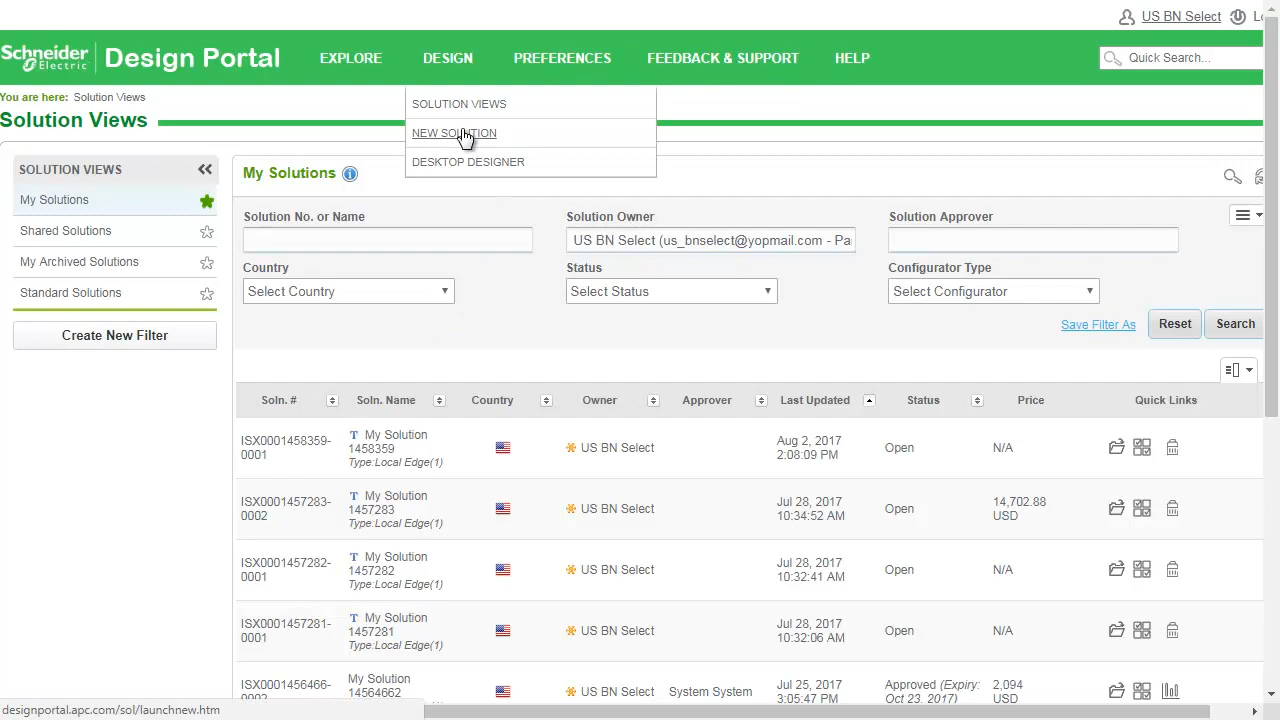 US BN Select
Schneider Electric
Design Portal
EXPLORE
DESIGN
PREFERENCES
FEEDBACK & SUPPORT
HELP
Quick Search...
You are here: Solution Views
Solution Views
SOLUTION VIEWS
NEW SOLUTION
DESKTOP DESIGNER
SOLUTION VIEWS
My Solutions
Shared Solutions
My Archived Solutions
Standard Solutions
Create New Filter
My Solutions
Solution No. or Name
Solution Owner
Solution Approver
US BN Select (us_bnselect@yopmail.com - Pa
Country
Status
Configurator Type
Select Country
Select Status
Select Configurator
Save Filter As
Reset
Search
Soln. #
Soln. Name
Country
Owner
Approver
Last Updated
Status
Price
Quick Links
ISX0001458359-
0001
T My Solution
1458359
Type:Local Edge(1)
US BN Select
Aug 2, 2017
2:08:09 PM
Open
N/A
ISX0001457283-
0002
T My Solution
1457283
Type:Local Edge(1)
US BN Select
Jul 28, 2017
10:34:52 AM
Open
14,702.88
USD
ISX0001457282-
0001
T My Solution
1457282
Type:Local Edge(1)
US BN Select
Jul 28, 2017
10:32:41 AM
Open
N/A
ISX0001457281-
0001
T My Solution
1457281
Type:Local Edge(1)
US BN Select
Jul 28, 2017
10:32:06 AM
Open
N/A
ISX0001456466-
0002
My Solution
14564662
US BN Select
System System
Jul 25, 2017
3:05:47 PM
Approved (Expiry:
Oct 23, 2017)
2,094
USD
designportal.apc.com/sol/launchnew.htm